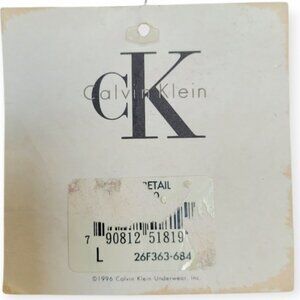 cK
Calvin Klein
RETAIL
7 90812 51819
L 26F363-684
©1996 Calvin Klein Underwear, Inc.